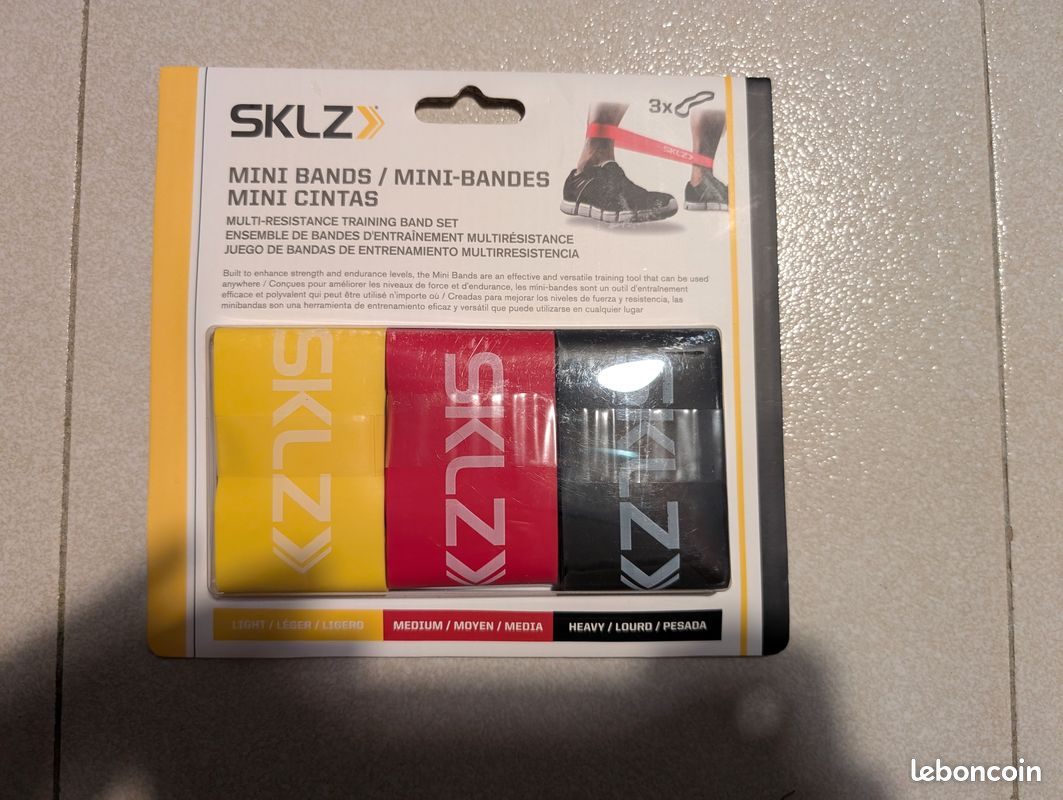 SKLZ
3x
SKLZ
MINI BANDS / MINI-BANDES
MINI CINTAS
MULTI-RESISTANCE TRAINING BAND SET
ENSEMBLE DE BANDES D'ENTRAÎNEMENT MULTIRÉSISTANCE
JUEGO DE BANDAS DE ENTRENAMIENTO MULTIRRESISTENCIA
Built to enhance strength and endurance levels, the Mini Bands are an effective and versatile training tool that can be used
anywhere / Conçues pour améliorer les niveaux de force et d'endurance, les mini-bandes sont un outil d'entraînement
efficace et polyvalent qui peut être utilisé n'importe où / Creadas para mejorar los niveles de fuerza y resistencia, las
minibandas son una herramienta de entrenamiento eficaz y versátil que puede utilizarse en cualquier lugar
SKLZ
SKLZ
SKLZ
LIGHT / LÉGER / LIGERO
MEDIUM / MOYEN / MEDIA
HEAVY / LOURD / PESADA
leboncoin